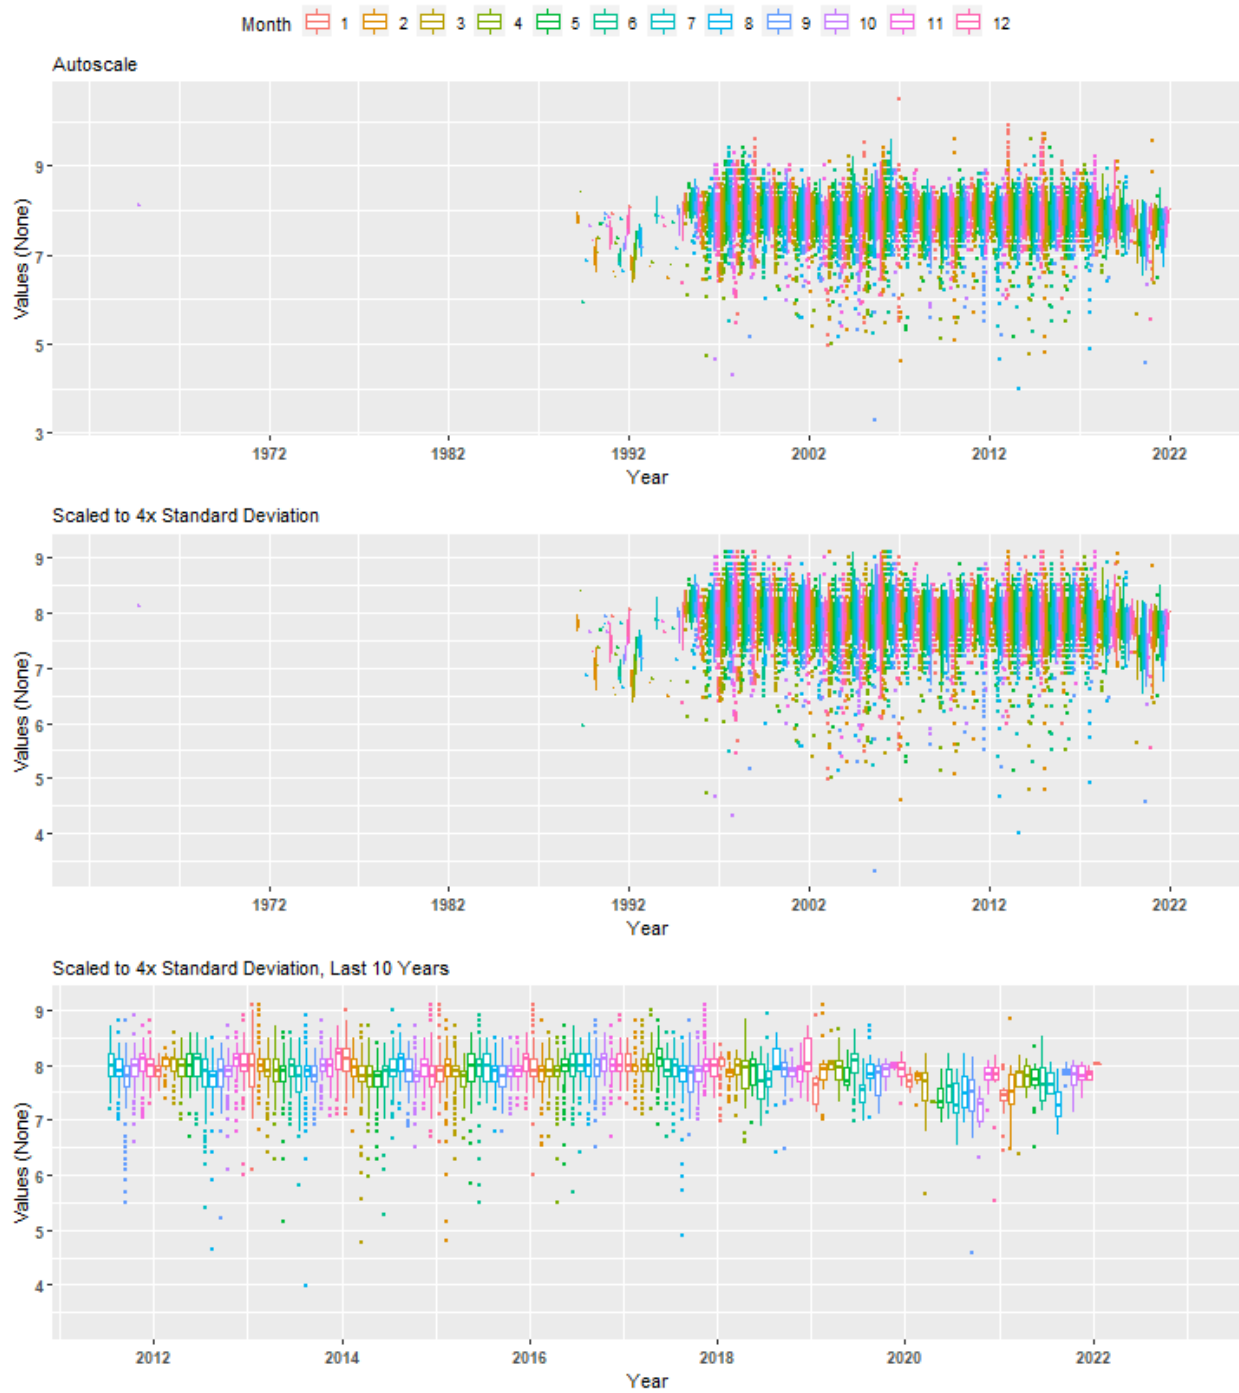 Month 1 2 3 4 5 6 7 8 9 10 11 12
Autoscale
Values (None)
9
7
5
3
1972 1982 1992 2002 2012 2022
Year
Scaled to 4x Standard Deviation
Values (None)
9
8
7
6
5
4
1972 1982 1992 2002 2012 2022
Year
Scaled to 4x Standard Deviation, Last 10 Years
Values (None)
9
8
7
6
5
4
2012 2014 2016 2018 2020 2022
Year